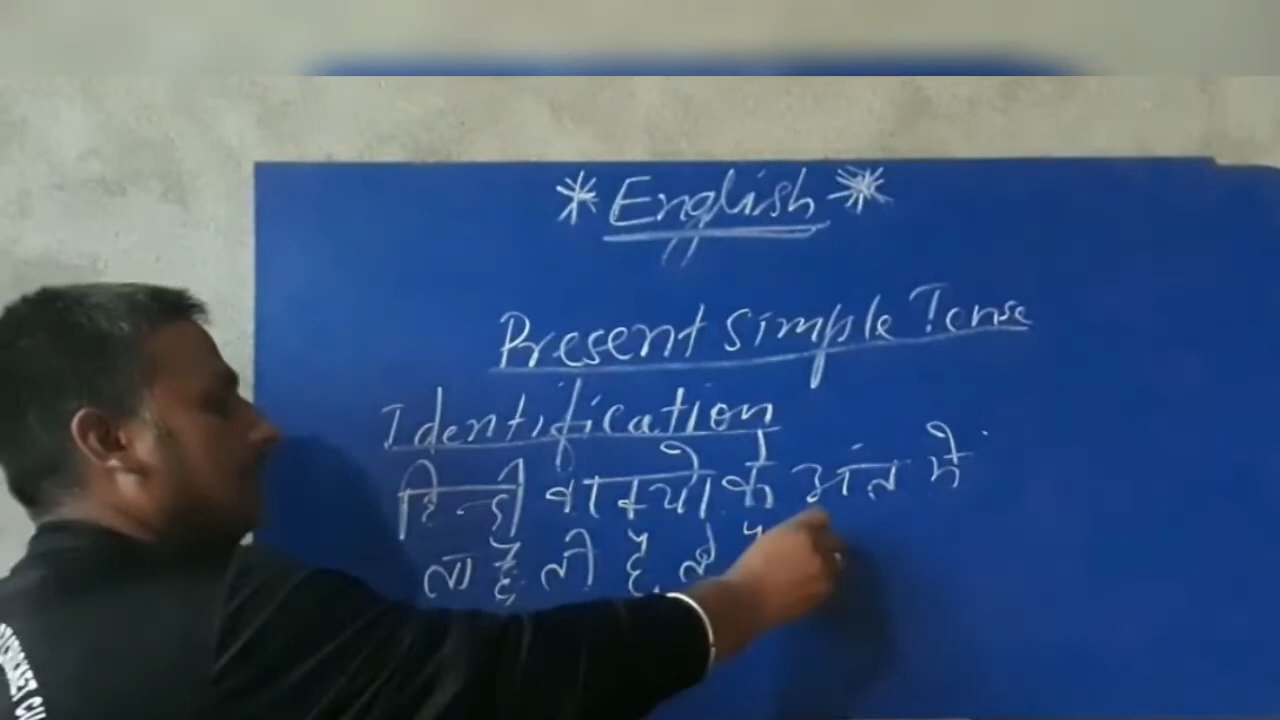 *English*
Present Simple Tense
Identification
हिन्दी वाक्यो के अंत में
ता है, ती है, ते